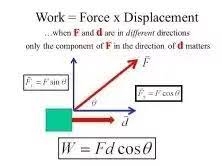 Work = Force x Displacement
…when F and d are in different directions
only the component of F in the direction of d matters
F
F⊥ = F sin θ
θ
F∥ = F cos θ
d
W = Fd cos θ